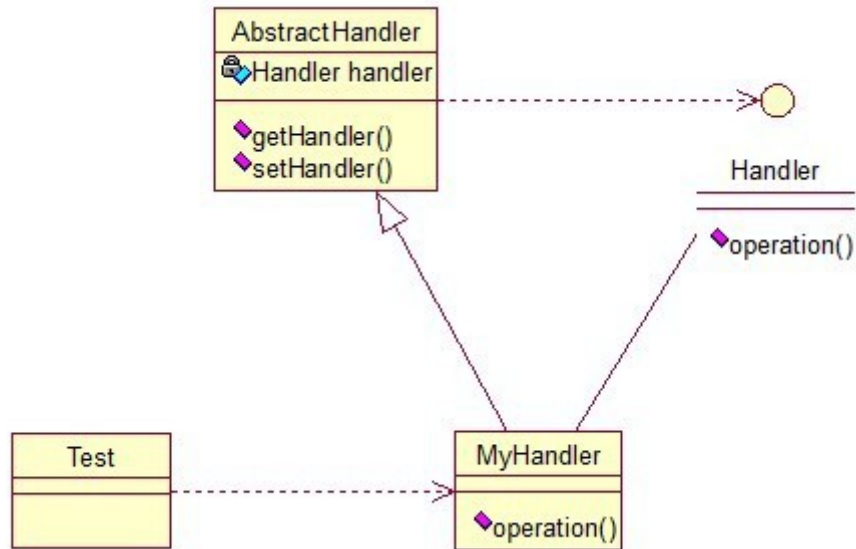 AbstractHandler
Handler handler
getHandler()
setHandler()
Handler
operation()
Test
MyHandler
operation()